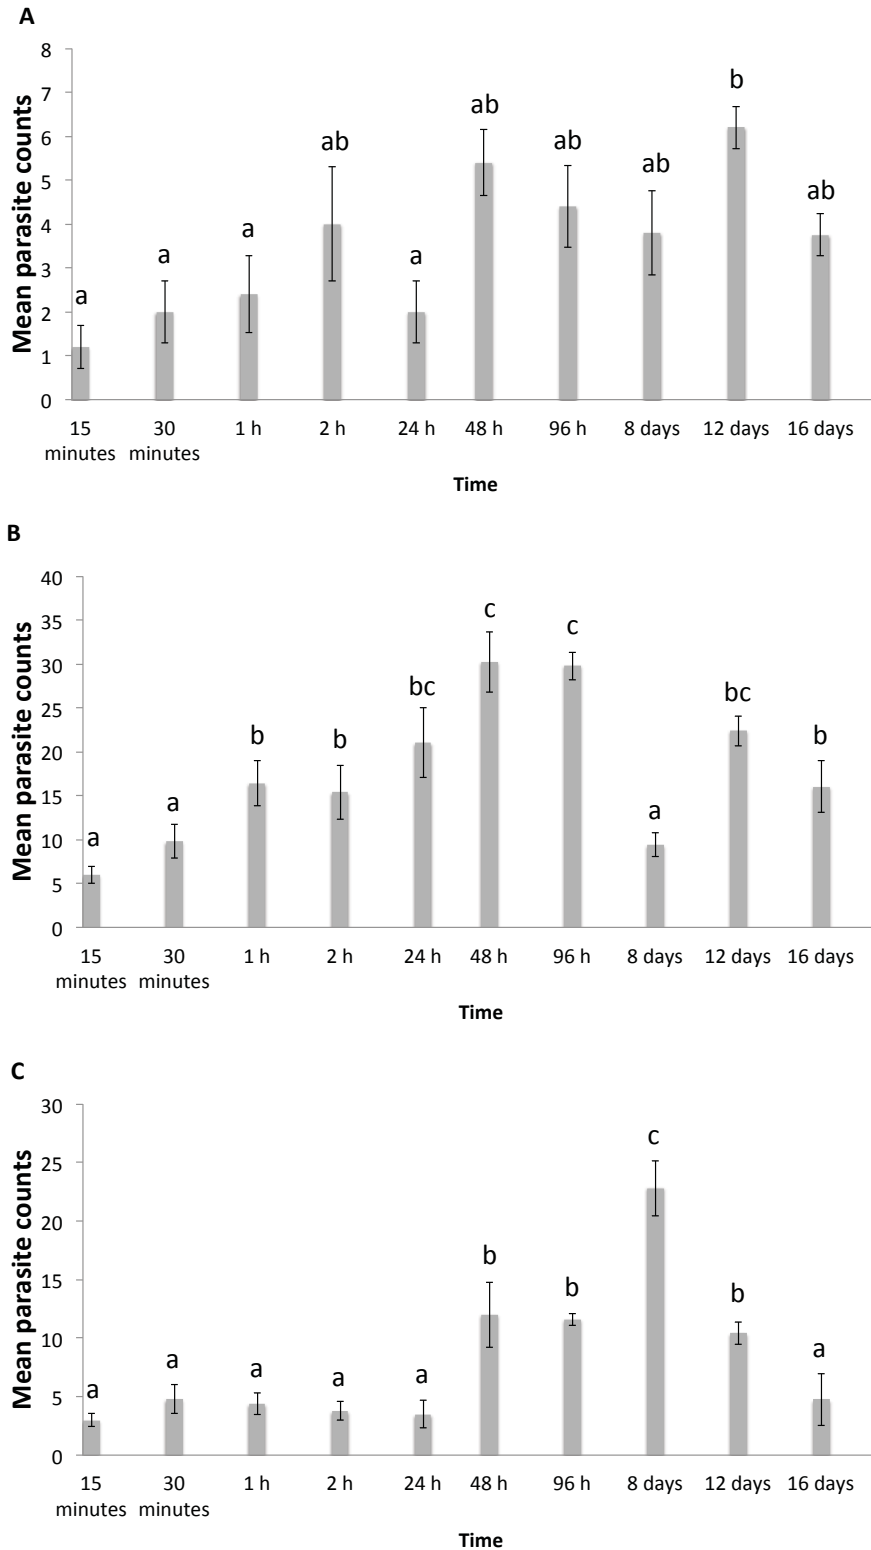 A
8
7
6
5
4
3
2
1
0
Mean parasite counts
a
a
a
ab
a
ab
ab
ab
b
ab
15 30 1 h 2 h 24 h 48 h 96 h 8 days 12 days 16 days
minutes minutes
Time
B
40
35
30
25
20
15
10
5
0
Mean parasite counts
a
a
b
b
bc
c
c
a
bc
b
15 30 1 h 2 h 24 h 48 h 96 h 8 days 12 days 16 days
minutes minutes
Time
C
30
25
20
15
10
5
0
Mean parasite counts
a
a
a
a
a
b
b
c
b
a
15 30 1 h 2 h 24 h 48 h 96 h 8 days 12 days 16 days
minutes minutes
Time